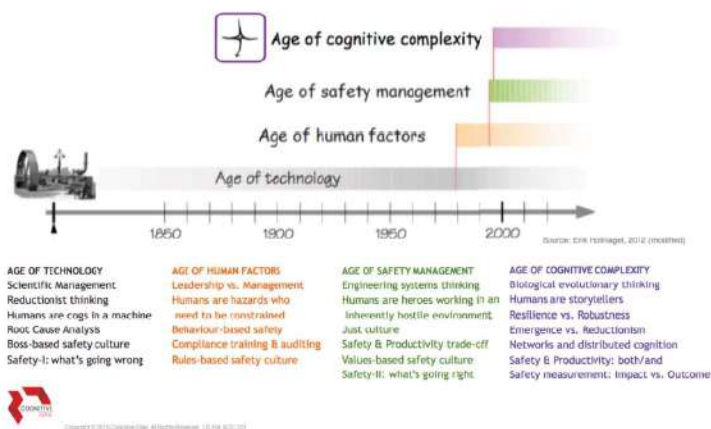 Age of cognitive complexity
Age of safety management
Age of human factors
Age of technology
1850
1900
1950
2000
Source: Erik Hollnagel, 2012 (modified)
AGE OF TECHNOLOGY
Scientific Management
Reductionist thinking
Humans are cogs in a machine
Root Cause Analysis
Boss-based safety culture
Safety-I: what's going wrong
AGE OF HUMAN FACTORS
Leadership vs. Management
Humans are hazards who
need to be constrained
Behaviour-based safety
Compliance training & auditing
Rules-based safety culture
AGE OF SAFETY MANAGEMENT
Engineering systems thinking
Humans are heroes working in an
inherently hostile environment
Just culture
Safety & Productivity trade-off
Values-based safety culture
Safety-II: what's going right
AGE OF COGNITIVE COMPLEXITY
Biological evolutionary thinking
Humans are storytellers
Resilience vs. Robustness
Emergence vs. Reductionism
Networks and distributed cognition
Safety & Productivity: both/and
Safety measurement: Impact vs. Outcome
COGNITIVE